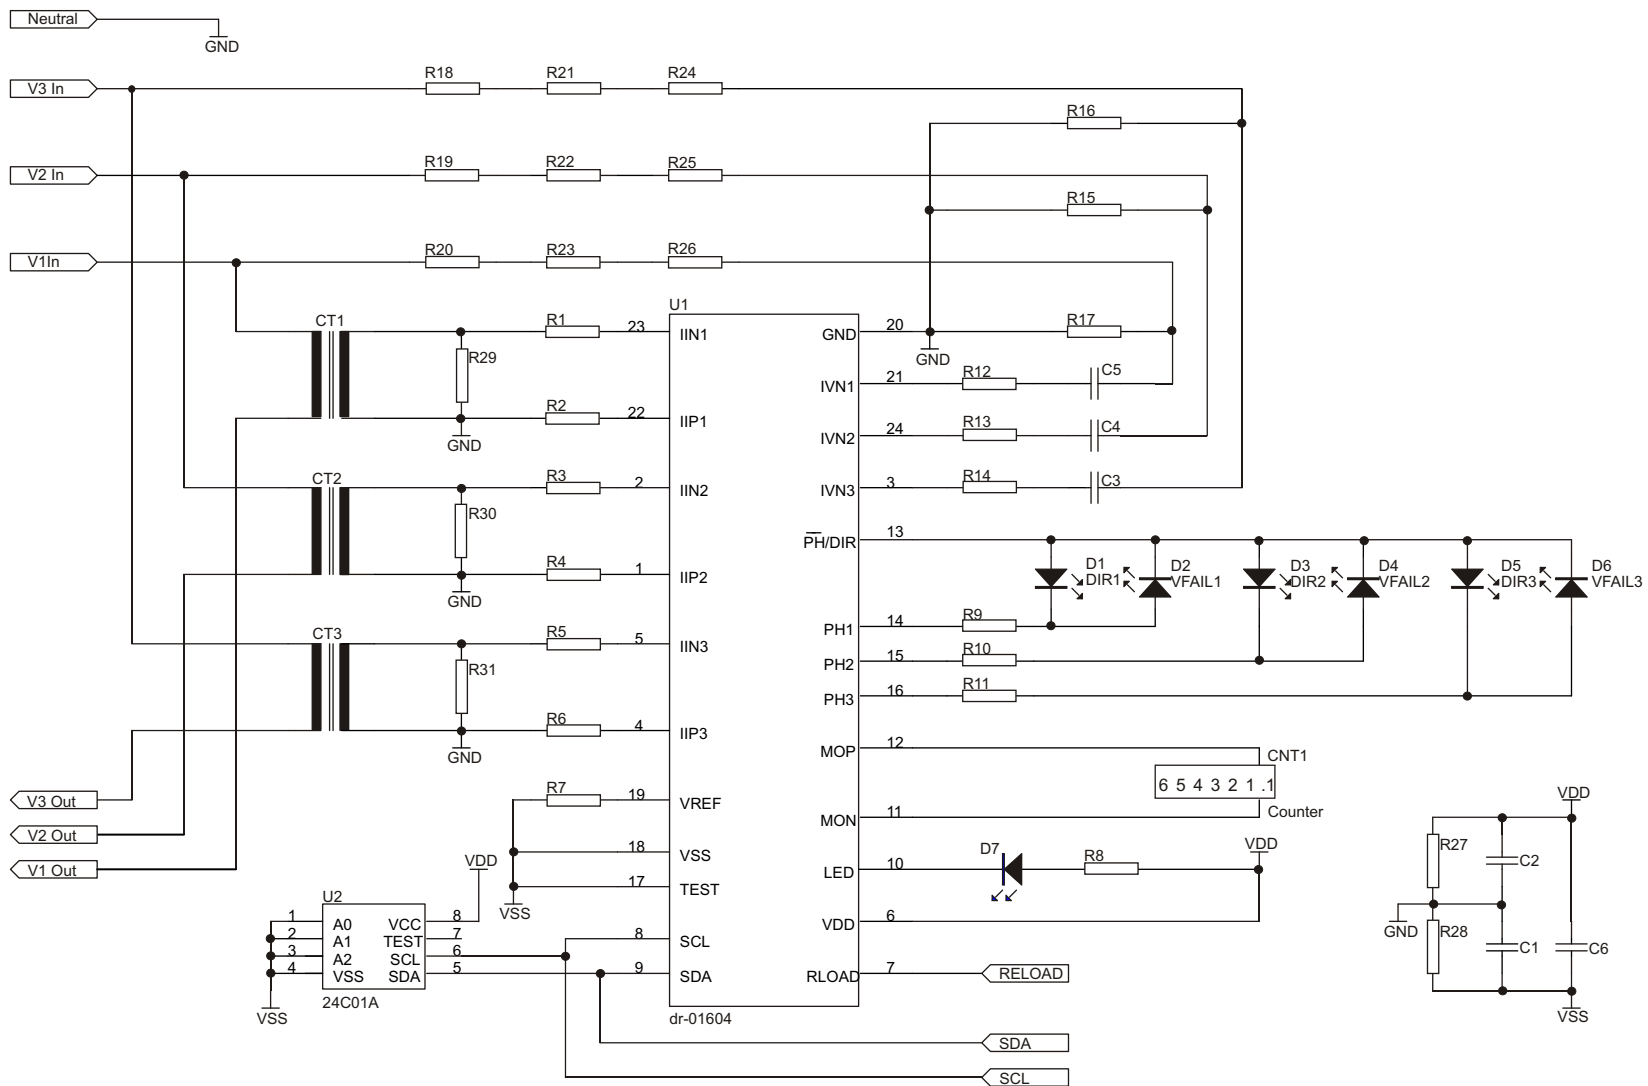 Neutral
GND
V3 In
R18
R21
R24
R16
V2 In
R19
R22
R25
R15
V1In
R20
R23
R26
U1
CT1
R1
23
IIN1
GND
20
R17
GND
R29
21
R12
C5
IVN1
R2
22
IIP1
GND
24
R13
C4
IVN2
CT2
R3
2
IIN2
IVN3
3
R14
C3
R30
PH/DIR
13
D1
DIR1
D2
VFAIL1
D3
DIR2
D4
VFAIL2
D5
DIR3
D6
VFAIL3
R4
1
IIP2
GND
PH1
14
R9
CT3
R5
5
IIN3
PH2
15
R10
R31
PH3
16
R11
R6
4
IIP3
GND
MOP
12
CNT1
6 5 4 3 2 1 .1
Counter
V3 Out
R7
19
VREF
MON
11
V2 Out
18
VSS
V1 Out
17
TEST
VSS
VDD
LED
10
D7
R8
VDD
VDD
R27
C2
GND
R28
C1
C6
VSS
U2
1
A0
VCC
8
2
A1
TEST
7
3
A2
SCL
6
4
VSS
SDA
5
24C01A
VSS
8
SCL
9
SDA
VDD
6
RLOAD
7
RELOAD
dr-01604
SDA
SCL